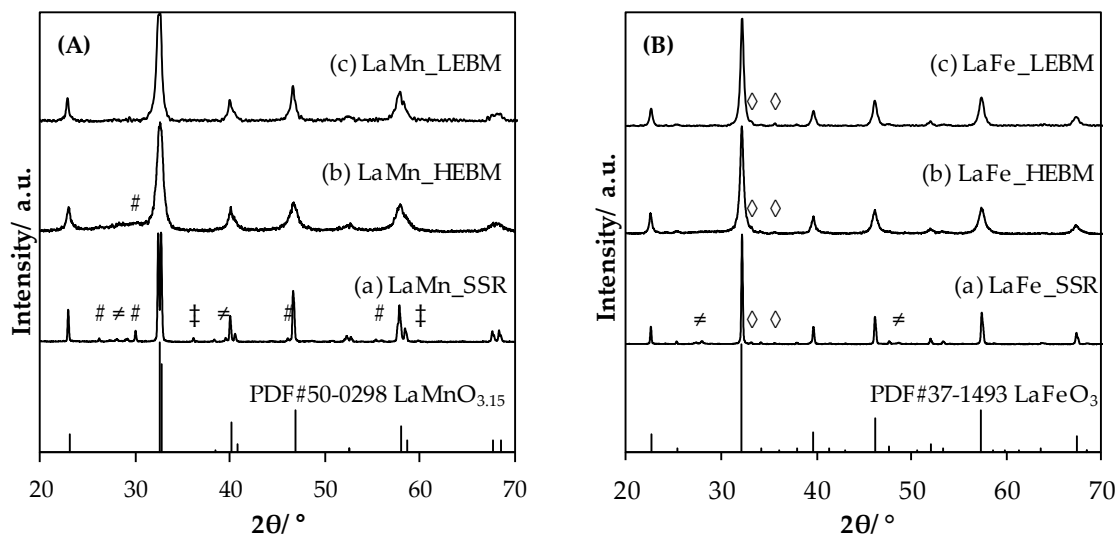 (A)
(c) LaMn_LEBM
(b) LaMn_HEBM
#
(a) LaMn_SSR
# ≠ # ‡ ≠ # # ‡
PDF#50-0298 LaMnO₃.₁₅
20 30 40 50 60 70
2θ/ °
Intensity/ a.u.
(B)
(c) LaFe_LEBM
◊ ◊
(b) LaFe_HEBM
◊ ◊
(a) LaFe_SSR
≠ ◊ ◊ ≠
PDF#37-1493 LaFeO₃
20 30 40 50 60 70
2θ/ °
Intensity/ a.u.